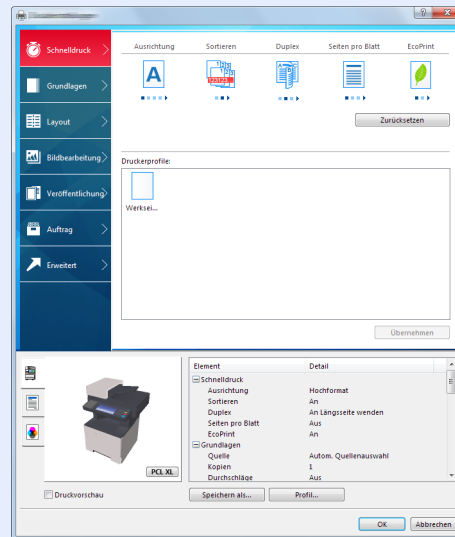 Schnelldruck
Grundlagen
Layout
Bildbearbeitung
Veröffentlichung
Auftrag
Erweitert
Ausrichtung Sortieren Duplex Seiten pro Blatt EcoPrint
A
123123
Zurücksetzen
Druckerprofile:
Werksei...
Übernehmen
PCL XL
Druckvorschau
Element Detail
Schnelldruck
Ausrichtung Hochformat
Sortieren An
Duplex An Längsseite wenden
Seiten pro Blatt Aus
EcoPrint An
Grundlagen
Quelle Autom. Quellenauswahl
Kopien 1
Durchschläge Aus
Speichern als... Profil...
OK Abbrechen